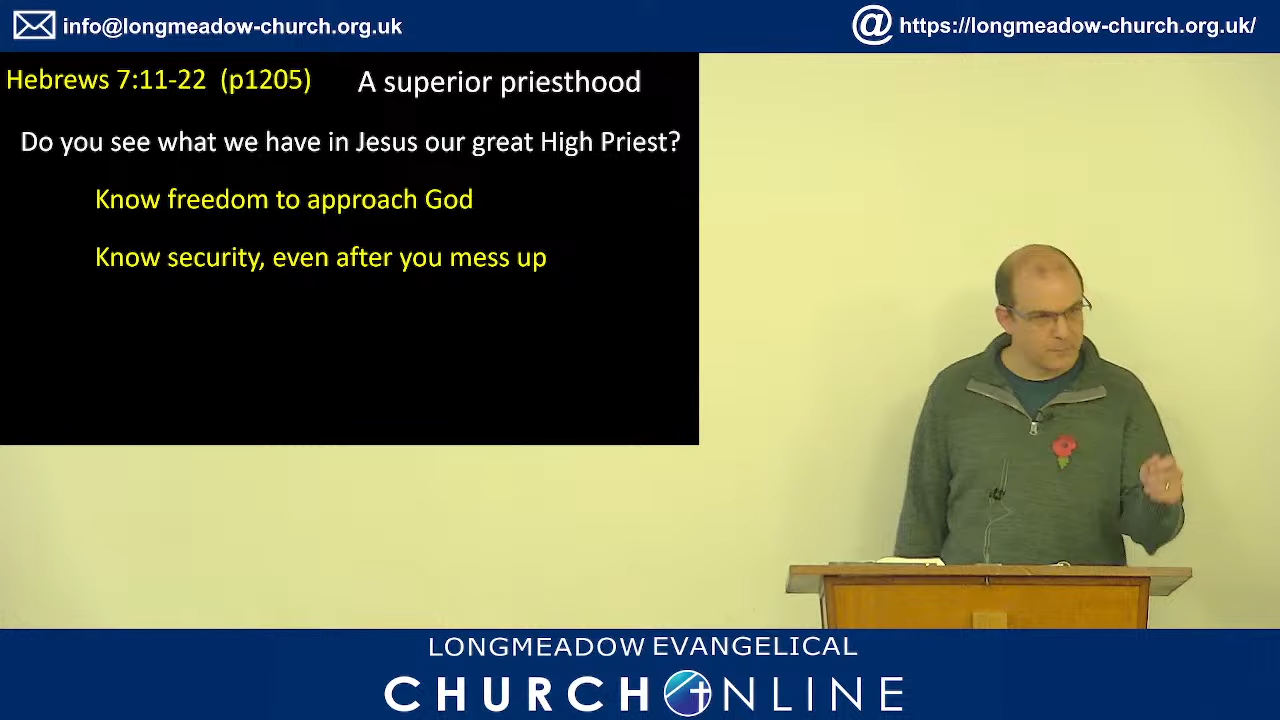 info@longmeadow-church.org.uk
@ https://longmeadow-church.org.uk/
Hebrews 7:11-22 (p1205)
A superior priesthood
Do you see what we have in Jesus our great High Priest?
Know freedom to approach God
Know security, even after you mess up
LONGMEADOW EVANGELICAL
CHURCH ONLINE